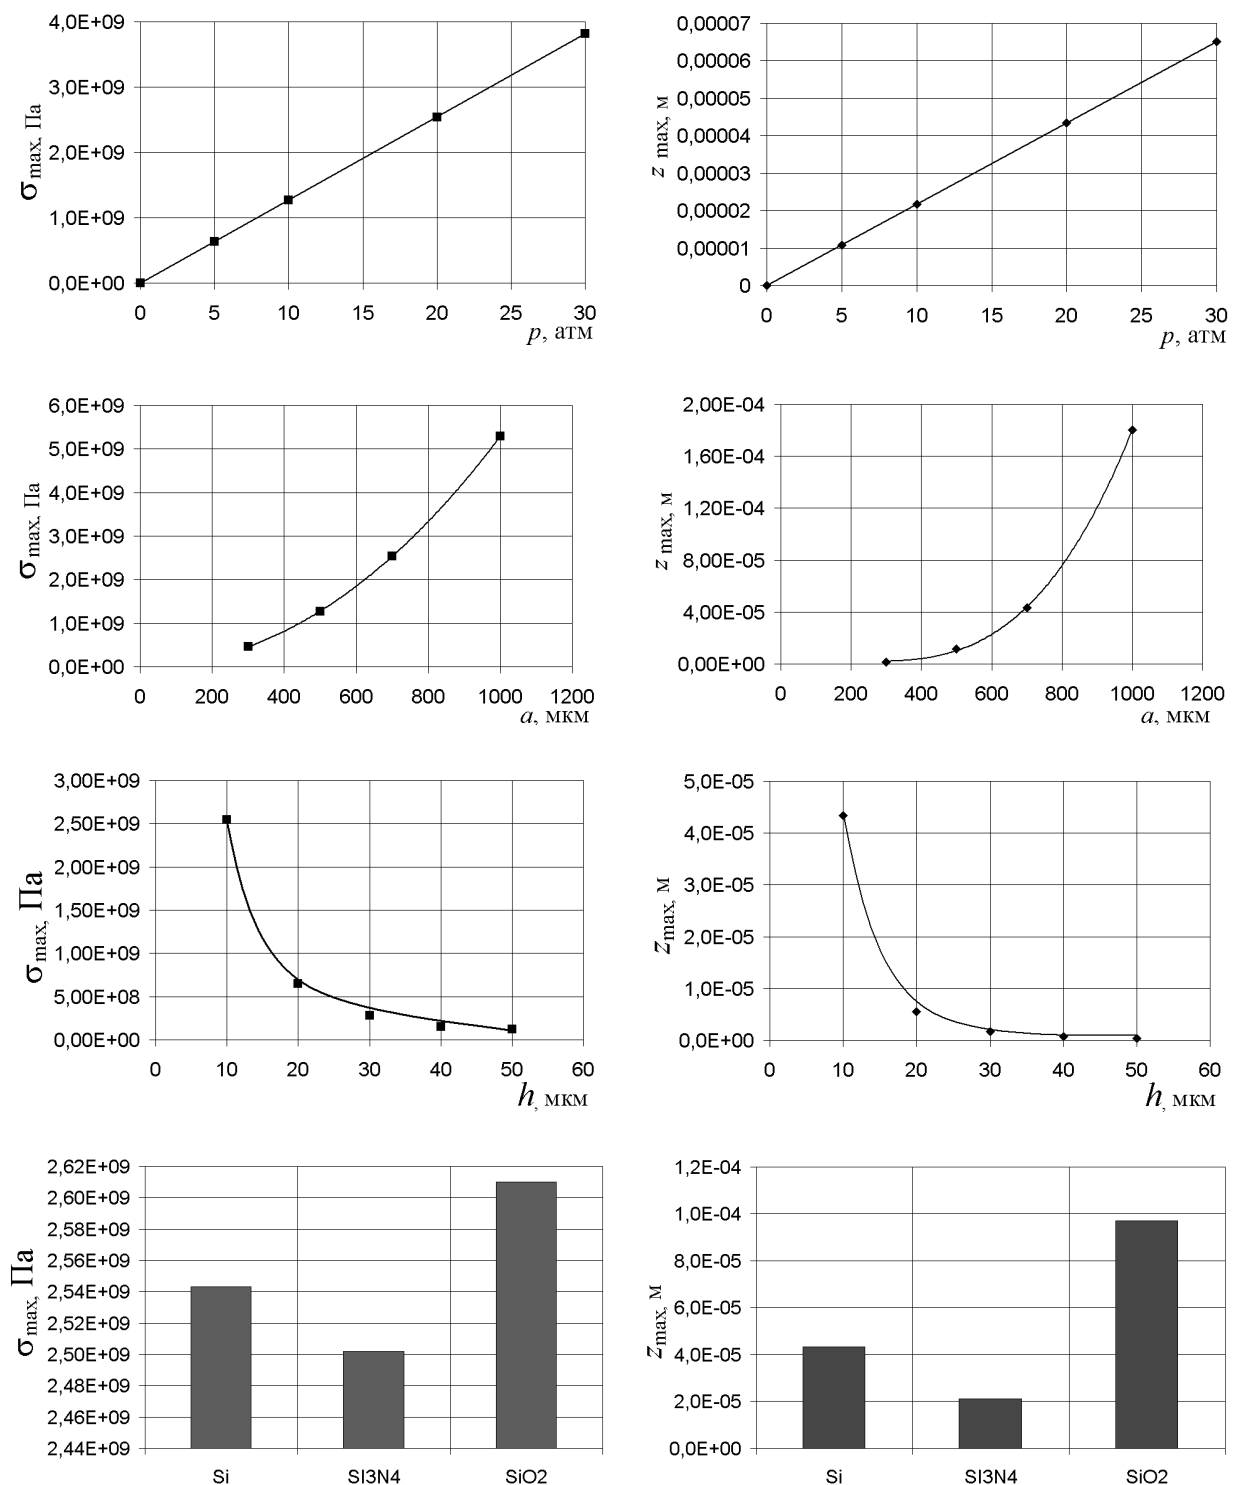 4,0E+09
3,0E+09
2,0E+09
1,0E+09
0,0E+00
σmax, Па
0 5 10 15 20 25 30
p, атм
0,00007
0,00006
0,00005
0,00004
0,00003
0,00002
0,00001
0
z max, м
0 5 10 15 20 25 30
p, атм
6,0E+09
5,0E+09
4,0E+09
3,0E+09
2,0E+09
1,0E+09
0,0E+00
σmax, Па
0 200 400 600 800 1000 1200
a, мкм
2,00E-04
1,60E-04
1,20E-04
8,00E-05
4,00E-05
0,00E+00
z max, м
0 200 400 600 800 1000 1200
a, мкм
3,00E+09
2,50E+09
2,00E+09
1,50E+09
1,00E+09
5,00E+08
0,00E+00
σmax, Па
0 10 20 30 40 50 60
h, мкм
5,0E-05
4,0E-05
3,0E-05
2,0E-05
1,0E-05
0,0E+00
zmax, м
0 10 20 30 40 50 60
h, мкм
2,62E+09
2,60E+09
2,58E+09
2,56E+09
2,54E+09
2,52E+09
2,50E+09
2,48E+09
2,46E+09
2,44E+09
σmax, Па
Si SI3N4 SiO2
1,2E-04
1,0E-04
8,0E-05
6,0E-05
4,0E-05
2,0E-05
0,0E+00
zmax, м
Si SI3N4 SiO2